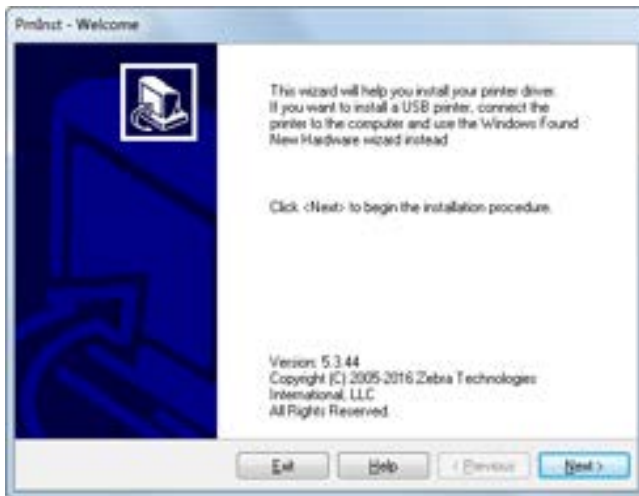 PrnInst - Welcome
This wizard will help you install your printer driver.
If you want to install a USB printer, connect the
printer to the computer and use the Windows Found
New Hardware wizard instead
Click <Next> to begin the installation procedure.
Version: 5.3.44
Copyright (C) 2005-2016 Zebra Technologies
International, LLC
All Rights Reserved.
Exit Help < Previous Next >